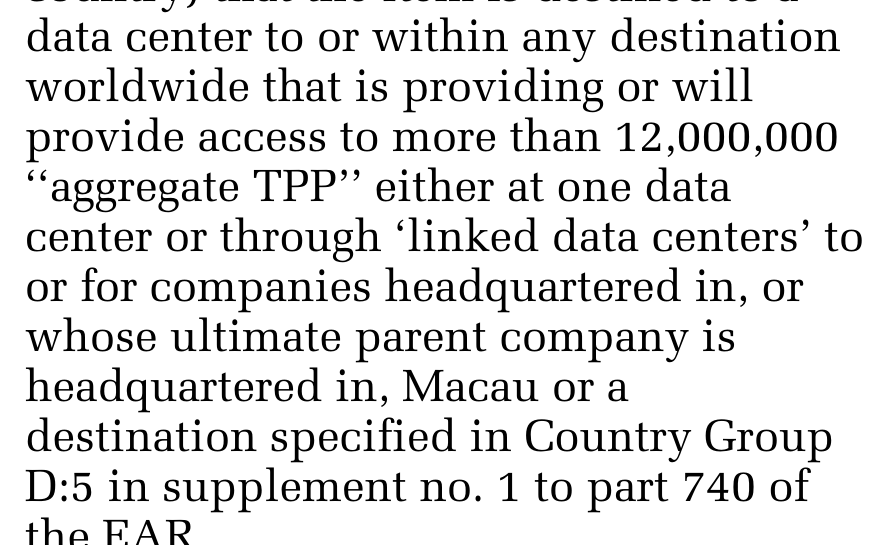 data center to or within any destination
worldwide that is providing or will
provide access to more than 12,000,000
‘‘aggregate TPP’’ either at one data
center or through ‘linked data centers’ to
or for companies headquartered in, or
whose ultimate parent company is
headquartered in, Macau or a
destination specified in Country Group
D:5 in supplement no. 1 to part 740 of
the EAR